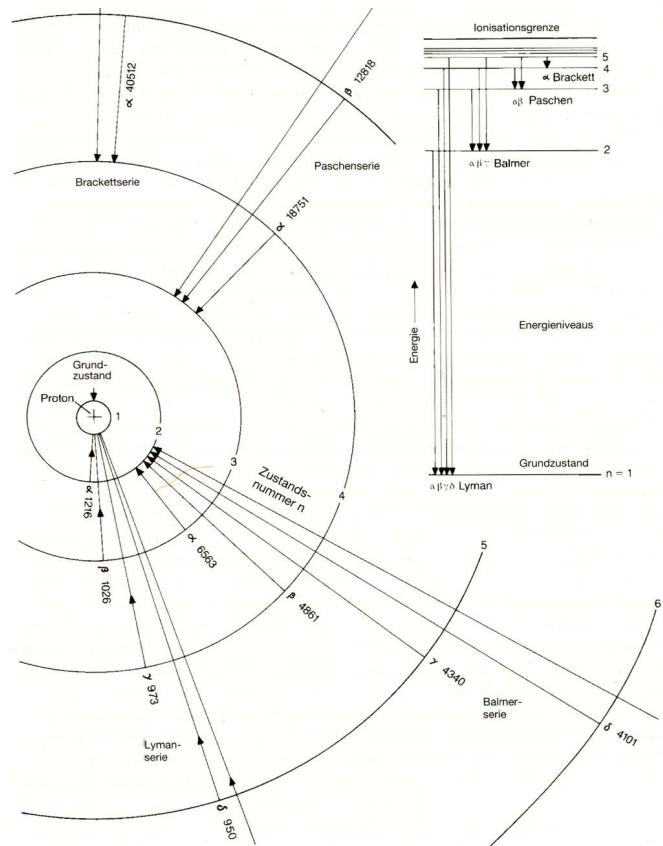 Ionisationsgrenze
5
4
α Brackett
3
αβ Paschen
2
αβγ Balmer
Energie
Energieniveaus
Grundzustand
n = 1
αβγδ Lyman
α 40512
β 12818
Brackettserie
Paschenserie
α 18751
Grund-
zustand
Proton
1
2
3
4
5
6
Zustands-
nummer n
α 1216
β 1026
γ 973
δ 950
Lyman-
serie
α 6563
β 4861
γ 4340
δ 4101
Balmer-
serie